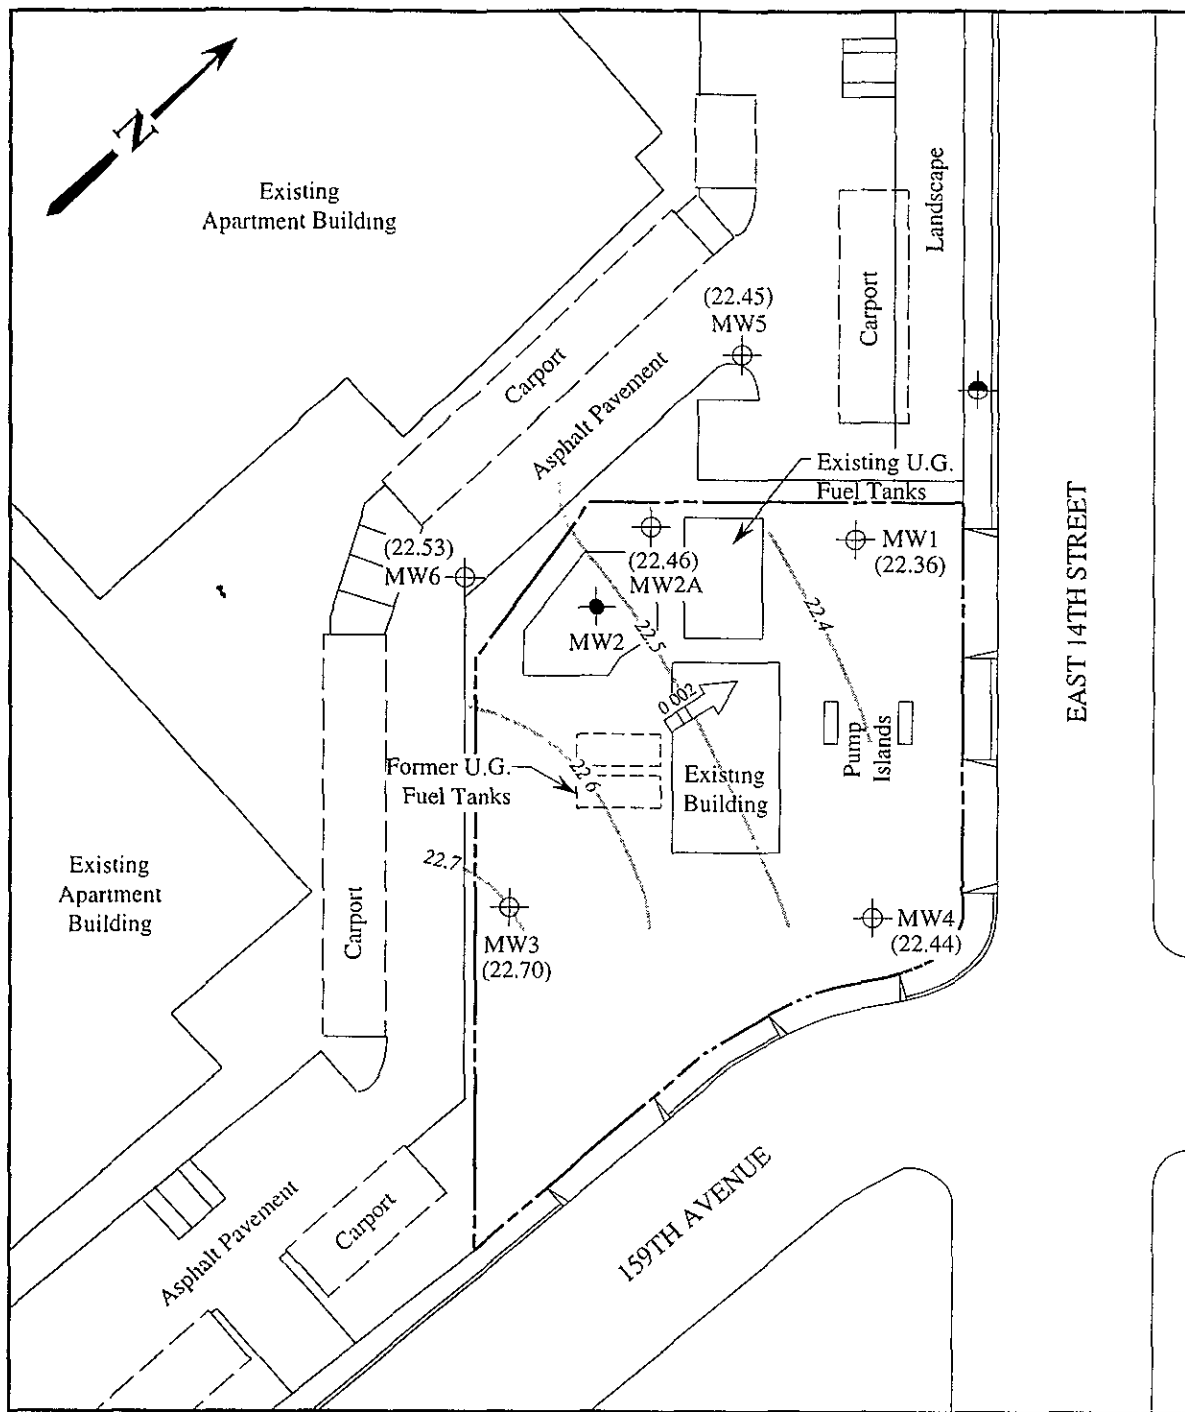 N
Existing
Apartment Building
Landscape
Carport
(22.45)
MW5
Carport
Asphalt Pavement
Existing U.G.
Fuel Tanks
(22.53)
MW6
(22.46)
MW2A
MW1
(22.36)
EAST 14TH STREET
MW2
22.5
22.4
0.002
Pump
Islands
Former U.G.
Fuel Tanks
22.6
Existing
Building
22.7
Existing
Apartment
Building
Carport
MW3
(22.70)
MW4
(22.44)
159TH AVENUE
Carport
Asphalt Pavement